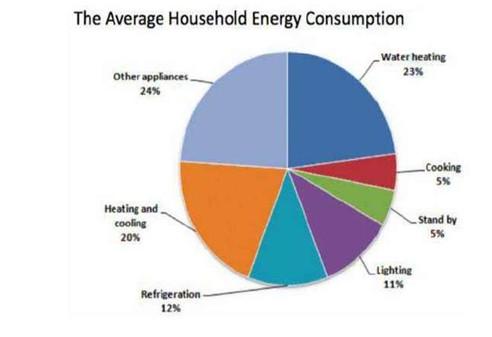 The Average Household Energy Consumption
Water heating
23%
Cooking
5%
Stand by
5%
Lighting
11%
Refrigeration
12%
Heating and
cooling
20%
Other appliances
24%